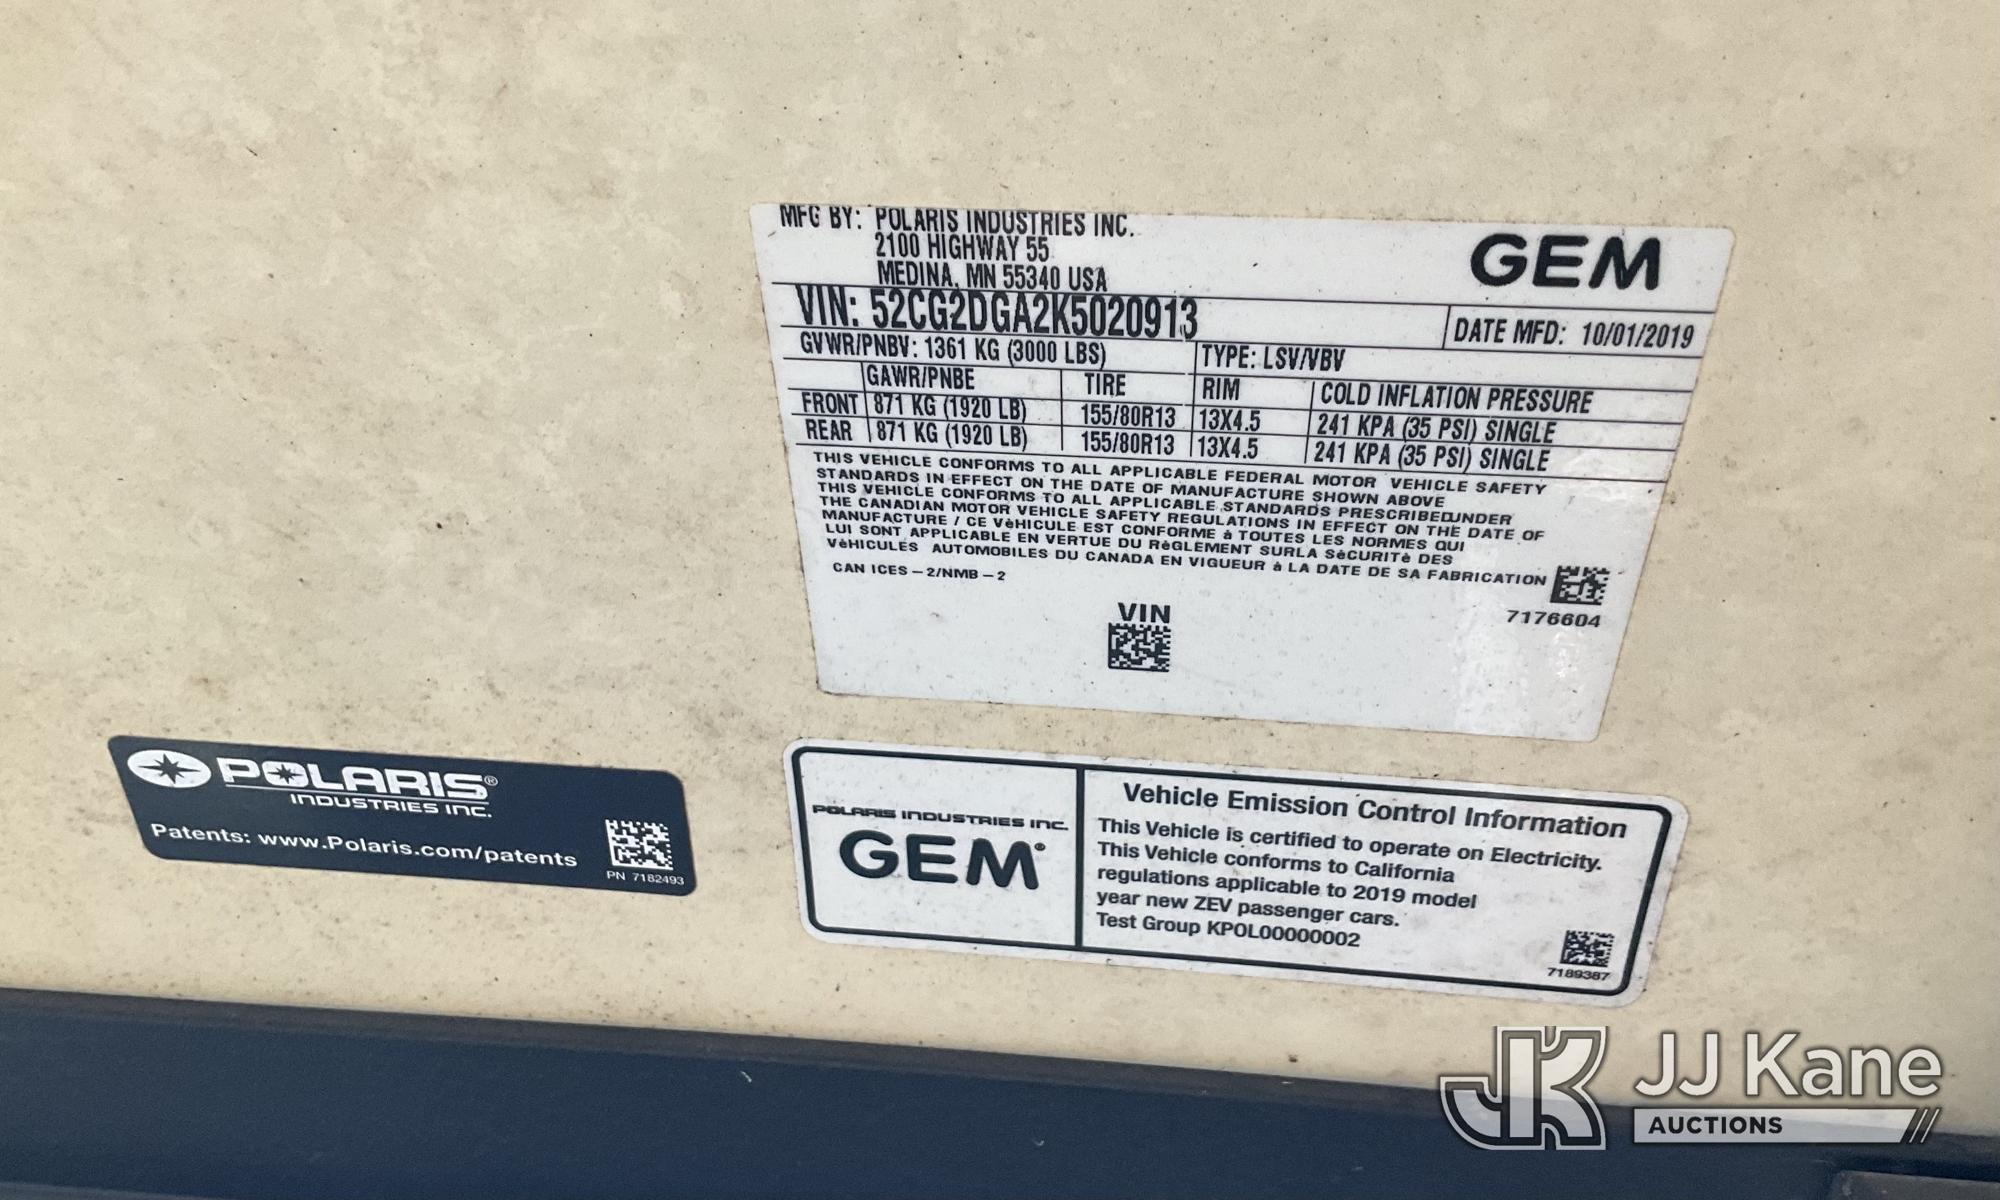 MFG BY: POLARIS INDUSTRIES INC.
2100 HIGHWAY 55
MEDINA, MN 55340 USA
GEM
VIN: 52CG2DGA2K5020913
DATE MFD: 10/01/2019
GVWR/PNBV: 1361 KG (3000 LBS)
TYPE: LSV/VBV
GAWR/PNBE TIRE RIM COLD INFLATION PRESSURE
FRONT 871 KG (1920 LB) 155/80R13 13X4.5 241 KPA (35 PSI) SINGLE
REAR 871 KG (1920 LB) 155/80R13 13X4.5 241 KPA (35 PSI) SINGLE
THIS VEHICLE CONFORMS TO ALL APPLICABLE FEDERAL MOTOR VEHICLE SAFETY
STANDARDS IN EFFECT ON THE DATE OF MANUFACTURE SHOWN ABOVE
THIS VEHICLE CONFORMS TO ALL APPLICABLE STANDARDS PRESCRIBEDUNDER
THE CANADIAN MOTOR VEHICLE SAFETY REGULATIONS IN EFFECT ON THE DATE OF
MANUFACTURE / CE VèHICULE EST CONFORME à TOUTES LES NORMES QUI
LUI SONT APPLICABLE EN VERTUE DU RèGLEMENT SURLA SèCURITè DES
VèHICULES AUTOMOBILES DU CANADA EN VIGUEUR à LA DATE DE SA FABRICATION
CAN ICES – 2/NMB – 2
7176604
VIN
POLARIS®
INDUSTRIES INC.
Patents: www.Polaris.com/patents
PN 7182493
POLARIS INDUSTRIES INC.
GEM®
Vehicle Emission Control Information
This Vehicle is certified to operate on Electricity.
This Vehicle conforms to California
regulations applicable to 2019 model
year new ZEV passenger cars.
Test Group KP0L00000002
7189387
JK JJ Kane
AUCTIONS